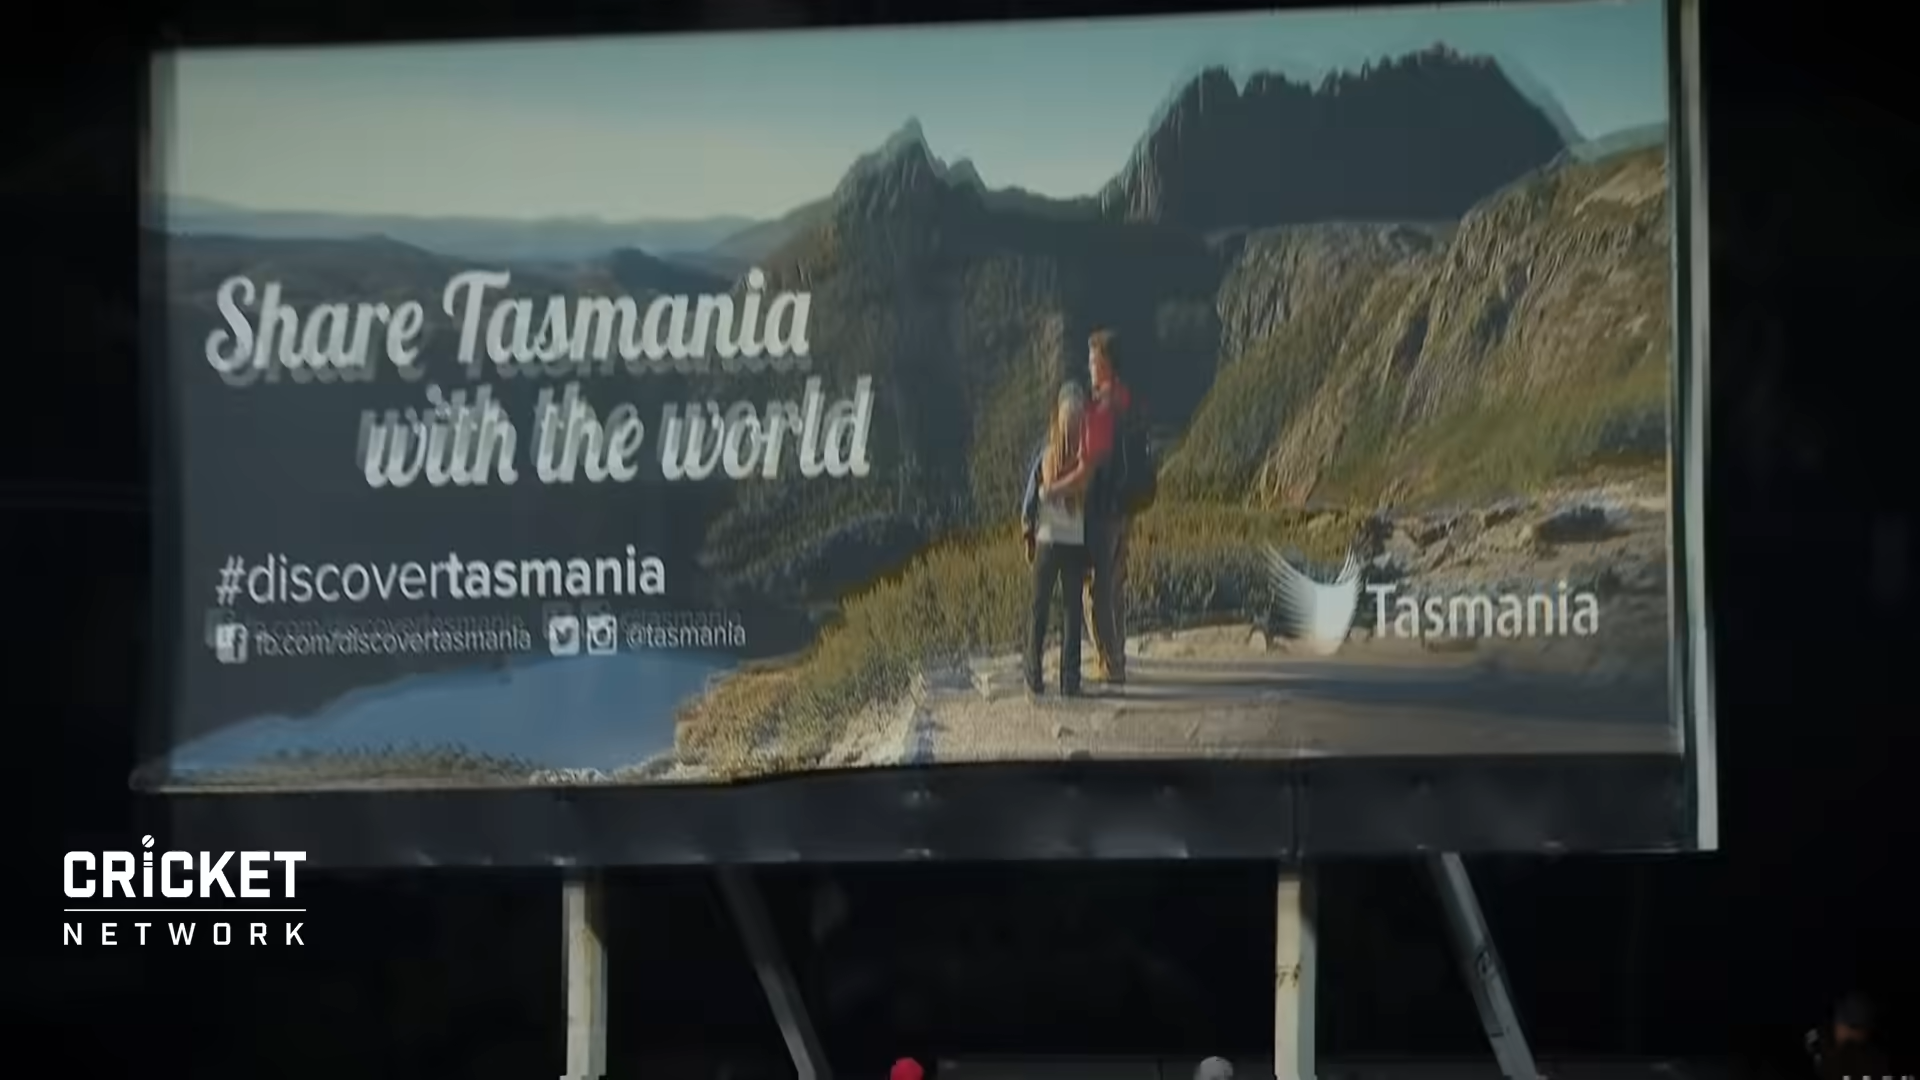 Share Tasmania
with the world
#discovertasmania
fb.com/discovertasmania @tasmania
Tasmania
CRICKET
NETWORK